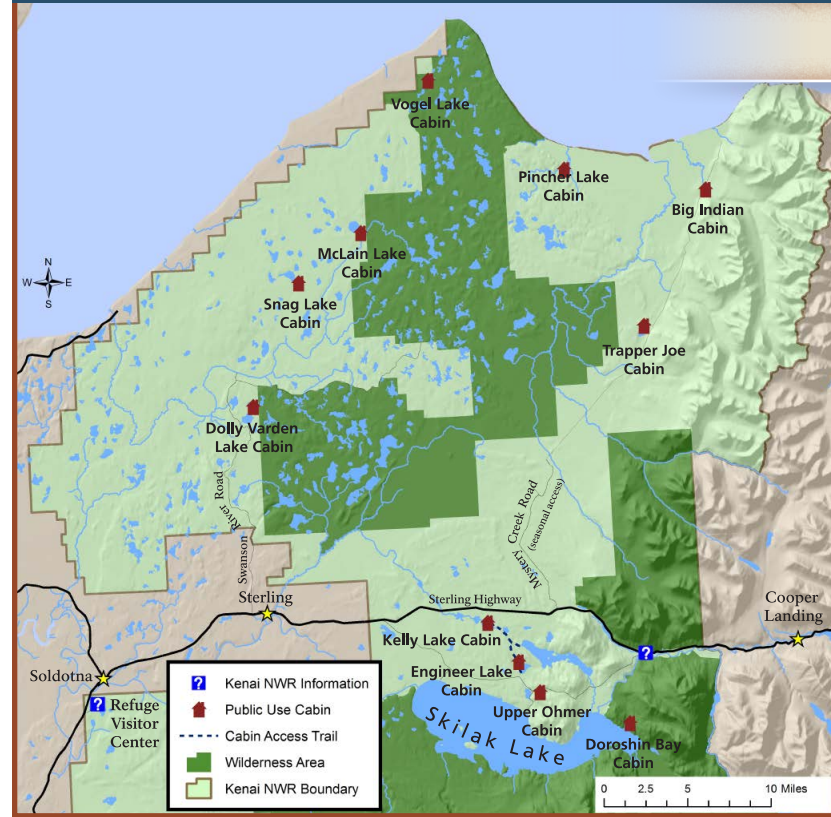 Vogel Lake
Cabin
Pincher Lake
Cabin
Big Indian
Cabin
McLain Lake
Cabin
N
W
E
S
Snag Lake
Cabin
Trapper Joe
Cabin
Dolly Varden
Lake Cabin
Swanson River Road
Mystery Creek Road
(seasonal access)
Sterling
Sterling Highway
Cooper
Landing
Kelly Lake Cabin
Soldotna
Engineer Lake
Cabin
Refuge
Visitor
Center
Upper Ohmer
Cabin
Skilak Lake
Doroshin Bay
Cabin
?
?
? Kenai NWR Information
Public Use Cabin
Cabin Access Trail
Wilderness Area
Kenai NWR Boundary
0 2.5 5 10 Miles